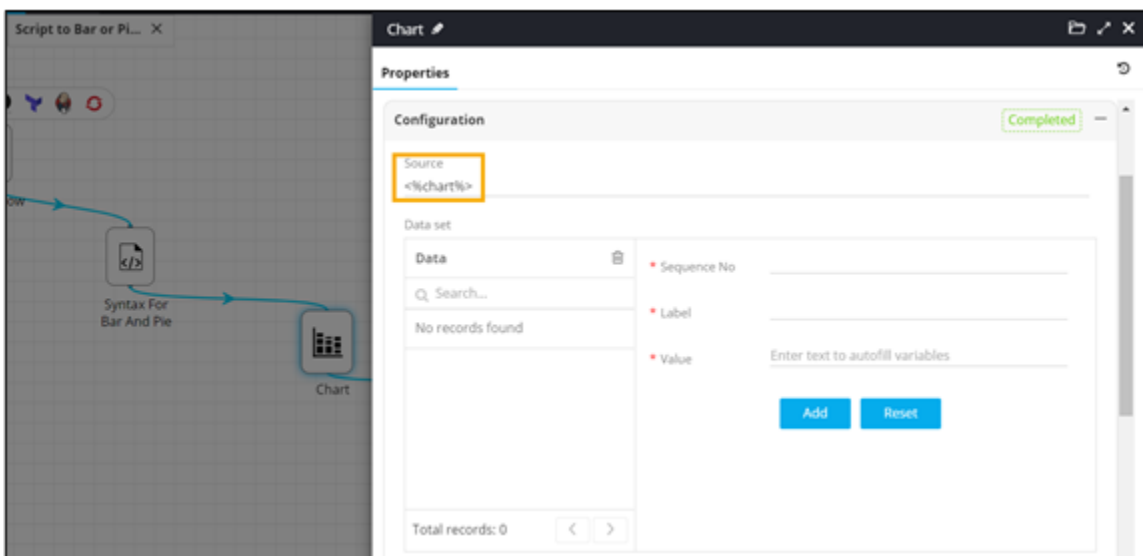 Script to Bar or Pi...
Chart
Properties
Configuration
Completed
Source
<%chart%>
Data set
Data
Search...
No records found
Total records: 0
* Sequence No
* Label
* Value
Enter text to autofill variables
Add
Reset
ow
Syntax For
Bar And Pie
Chart